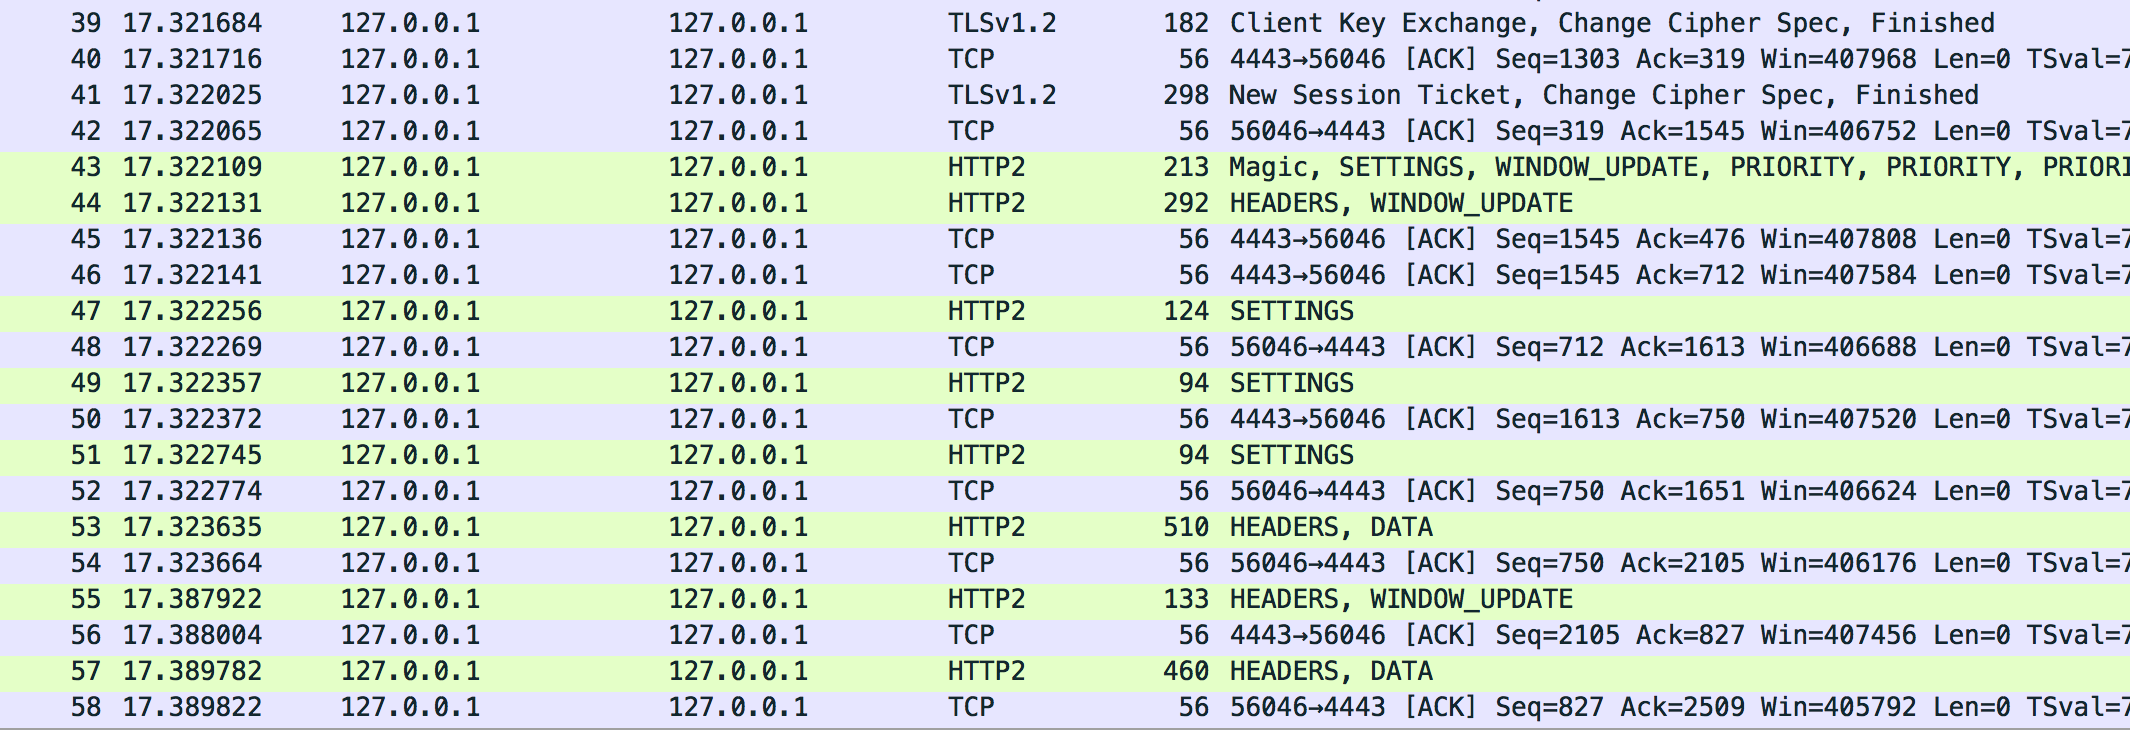 39 17.321684 127.0.0.1 127.0.0.1 TLSv1.2 182 Client Key Exchange, Change Cipher Spec, Finished
40 17.321716 127.0.0.1 127.0.0.1 TCP 56 4443→56046 [ACK] Seq=1303 Ack=319 Win=407968 Len=0 TSval=7
41 17.322025 127.0.0.1 127.0.0.1 TLSv1.2 298 New Session Ticket, Change Cipher Spec, Finished
42 17.322065 127.0.0.1 127.0.0.1 TCP 56 56046→4443 [ACK] Seq=319 Ack=1545 Win=406752 Len=0 TSval=7
43 17.322109 127.0.0.1 127.0.0.1 HTTP2 213 Magic, SETTINGS, WINDOW_UPDATE, PRIORITY, PRIORITY, PRIORI
44 17.322131 127.0.0.1 127.0.0.1 HTTP2 292 HEADERS, WINDOW_UPDATE
45 17.322136 127.0.0.1 127.0.0.1 TCP 56 4443→56046 [ACK] Seq=1545 Ack=476 Win=407808 Len=0 TSval=7
46 17.322141 127.0.0.1 127.0.0.1 TCP 56 4443→56046 [ACK] Seq=1545 Ack=712 Win=407584 Len=0 TSval=7
47 17.322256 127.0.0.1 127.0.0.1 HTTP2 124 SETTINGS
48 17.322269 127.0.0.1 127.0.0.1 TCP 56 56046→4443 [ACK] Seq=712 Ack=1613 Win=406688 Len=0 TSval=7
49 17.322357 127.0.0.1 127.0.0.1 HTTP2 94 SETTINGS
50 17.322372 127.0.0.1 127.0.0.1 TCP 56 4443→56046 [ACK] Seq=1613 Ack=750 Win=407520 Len=0 TSval=7
51 17.322745 127.0.0.1 127.0.0.1 HTTP2 94 SETTINGS
52 17.322774 127.0.0.1 127.0.0.1 TCP 56 56046→4443 [ACK] Seq=750 Ack=1651 Win=406624 Len=0 TSval=7
53 17.323635 127.0.0.1 127.0.0.1 HTTP2 510 HEADERS, DATA
54 17.323664 127.0.0.1 127.0.0.1 TCP 56 56046→4443 [ACK] Seq=750 Ack=2105 Win=406176 Len=0 TSval=7
55 17.387922 127.0.0.1 127.0.0.1 HTTP2 133 HEADERS, WINDOW_UPDATE
56 17.388004 127.0.0.1 127.0.0.1 TCP 56 4443→56046 [ACK] Seq=2105 Ack=827 Win=407456 Len=0 TSval=7
57 17.389782 127.0.0.1 127.0.0.1 HTTP2 460 HEADERS, DATA
58 17.389822 127.0.0.1 127.0.0.1 TCP 56 56046→4443 [ACK] Seq=827 Ack=2509 Win=405792 Len=0 TSval=7